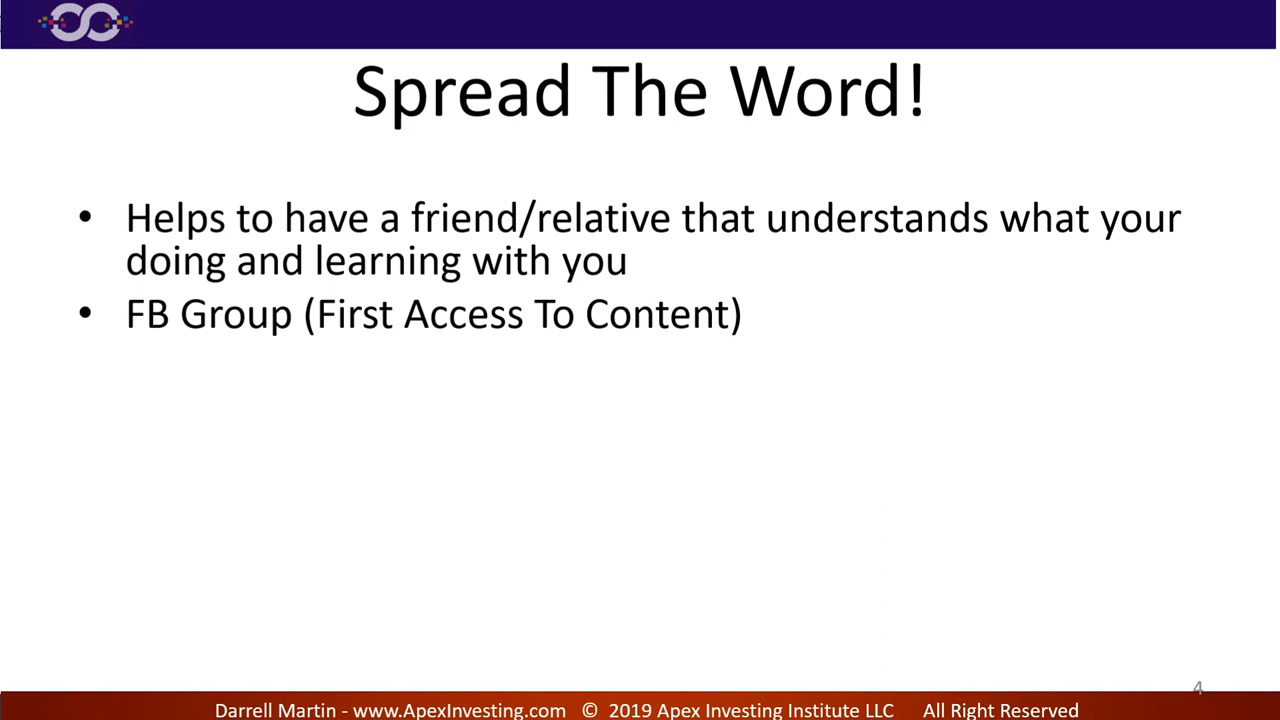 Spread The Word!
• Helps to have a friend/relative that understands what your
doing and learning with you
• FB Group (First Access To Content)
4
Darrell Martin - www.ApexInvesting.com © 2019 Apex Investing Institute LLC All Right Reserved